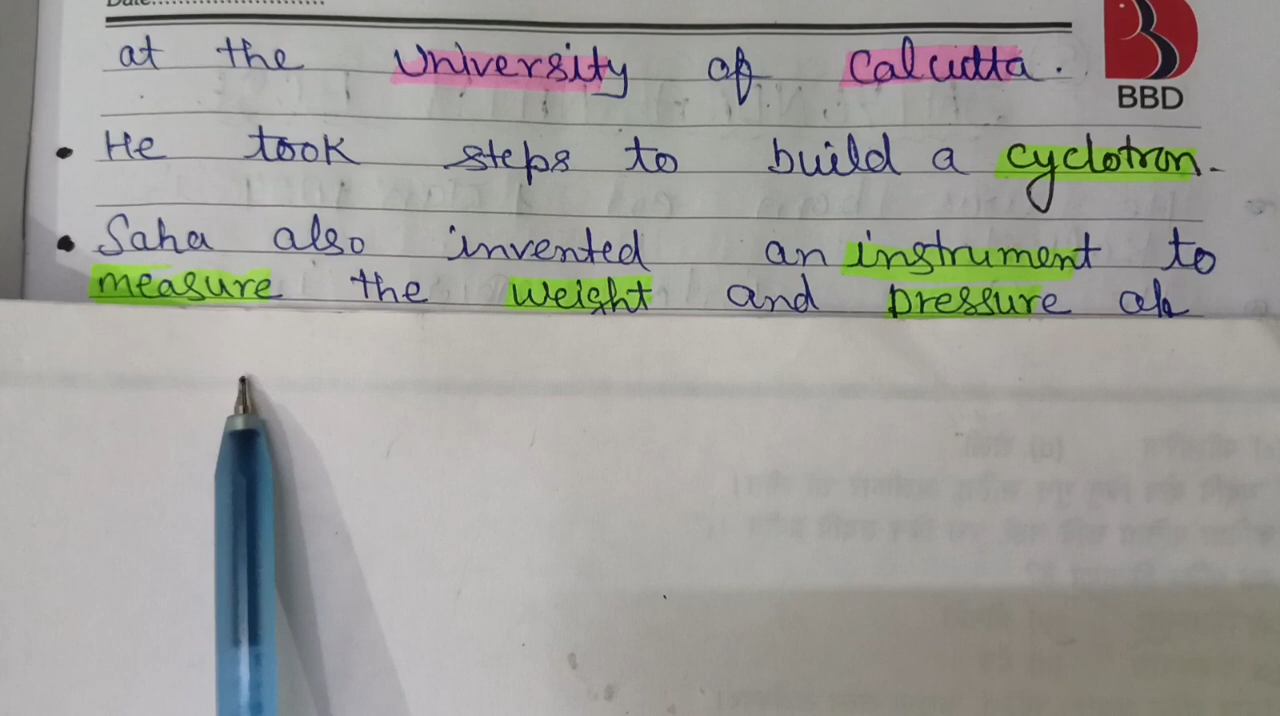 at the University of Calcutta.
BBD
• He took steps to build a cyclotron.
• Saha also invented an instrument to
measure the weight and pressure